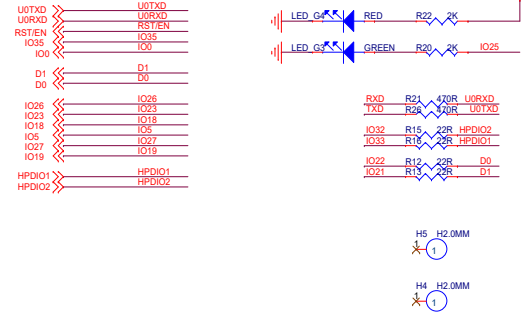 U0TXD U0TXD
U0RXD U0RXD
RST/EN RST/EN
IO35 IO35
IO0 IO0
D1 D1
D0 D0
IO26 IO26
IO23 IO23
IO18 IO18
IO5 IO5
IO27 IO27
IO19 IO19
HPDIO1 HPDIO1
HPDIO2 HPDIO2
LED_G4 RED R22 2K
LED_G3 GREEN R20 2K IO25
RXD R21 470R U0RXD
TXD R26 470R U0TXD
IO32 R15 22R HPDIO2
IO33 R16 22R HPDIO1
IO22 R12 22R D0
IO21 R13 22R D1
H5 H2.0MM
1 1
H4 H2.0MM
1 1